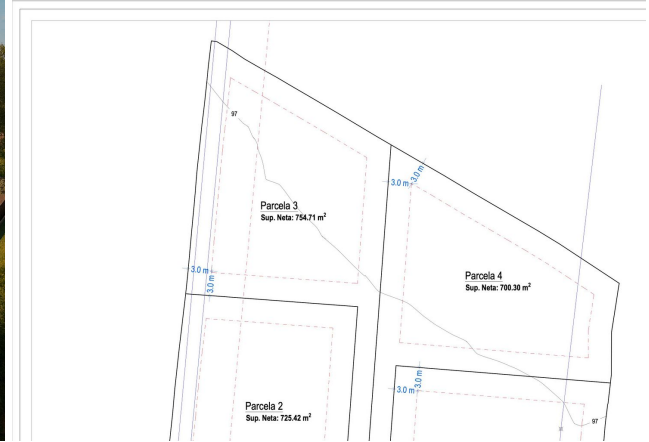 97
3.0 m
3.0 m
Parcela 3
Sup. Neta: 754.71 m²
3.0 m
3.0 m
Parcela 4
Sup. Neta: 700.30 m²
3.0 m
3.0 m
Parcela 2
Sup. Neta: 725.42 m²
97